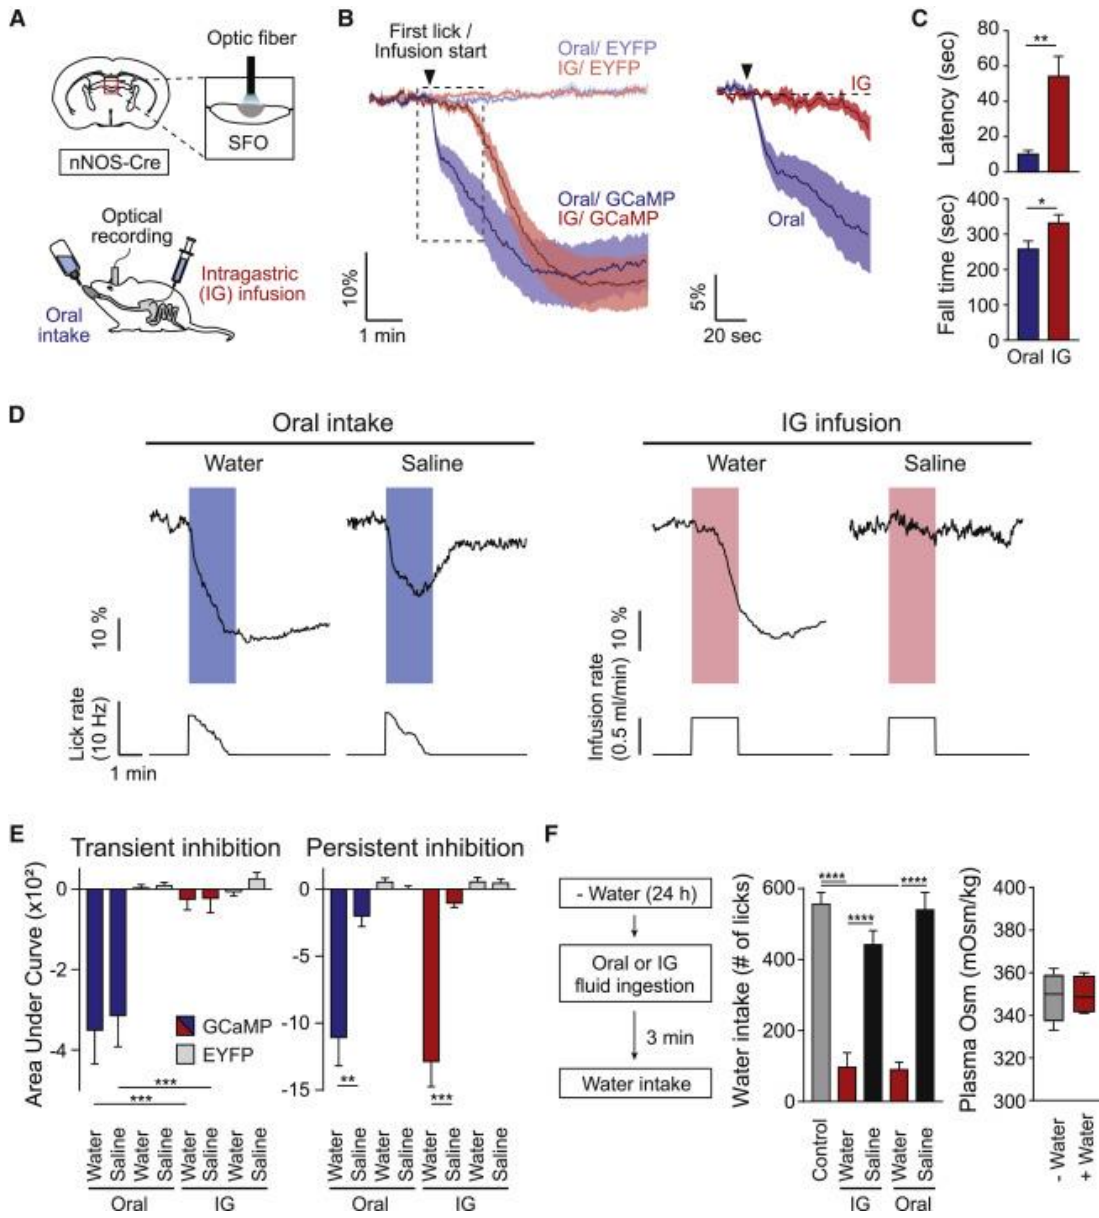 A
Optic fiber
SFO
nNOS-Cre
Optical
recording
Intragastric
(IG) infusion
Oral
intake
B
First lick /
Infusion start
Oral/ EYFP
IG/ EYFP
Oral/ GCaMP
IG/ GCaMP
10%
1 min
IG
Oral
5%
20 sec
C
Latency (sec)
80
60
40
20
0
**
Fall time (sec)
400
300
200
100
0
*
Oral IG
D
Oral intake
Water
Saline
10 %
Lick rate
(10 Hz)
1 min
IG infusion
Water
Saline
10 %
Infusion rate
(0.5 ml/min)
E
Transient inhibition
Area Under Curve (x10²)
0
-2
-4
GCaMP
EYFP
***
***
Water
Saline
Water
Saline
Water
Saline
Water
Saline
Oral
IG
Persistent inhibition
0
-5
-10
-15
**
***
Water
Saline
Water
Saline
Water
Saline
Water
Saline
Oral
IG
F
- Water (24 h)
Oral or IG
fluid ingestion
3 min
Water intake
Water intake (# of licks)
600
400
200
0
****
****
****
Control
Water
Saline
Water
Saline
IG
Oral
Plasma Osm (mOsm/kg)
400
380
360
340
320
300
- Water
+ Water